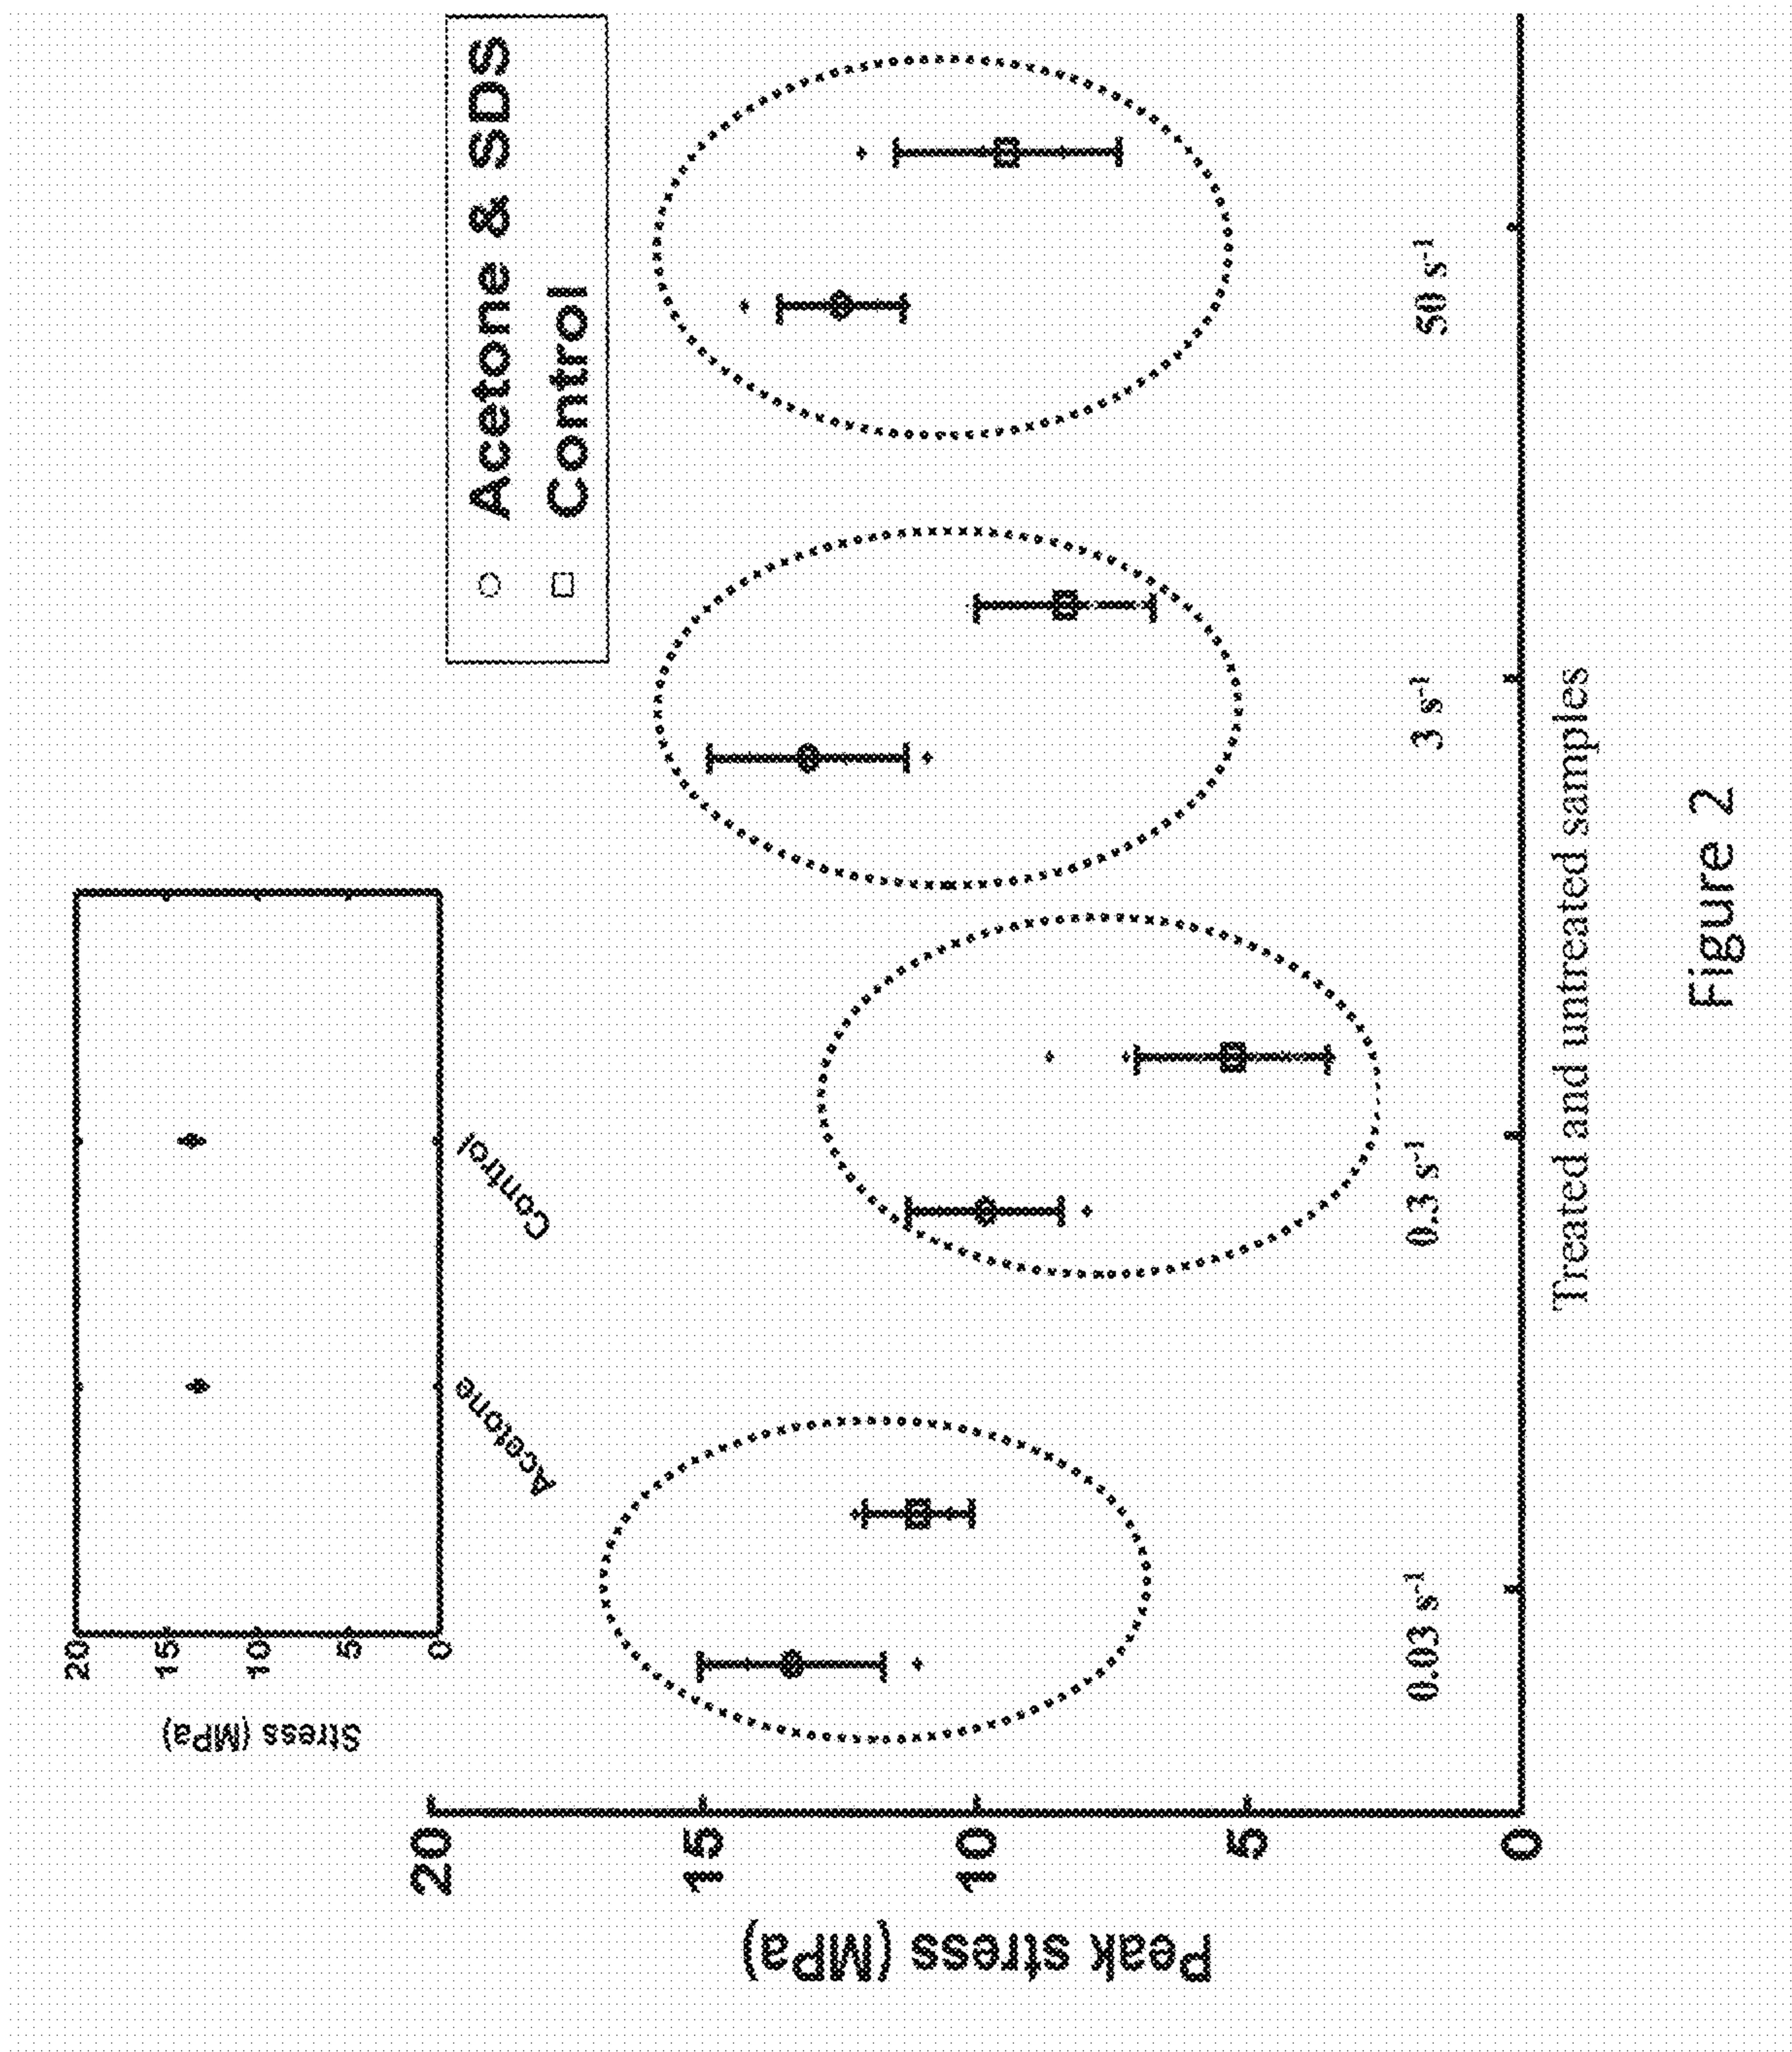 Stress (MPa)
20
15
10
5
0
Acetone
Control
Acetone & SDS
Control
Peak stress (MPa)
20
15
10
5
0
0.03 s⁻¹
0.3 s⁻¹
3 s⁻¹
50 s⁻¹
Treated and untreated samples
Figure 2